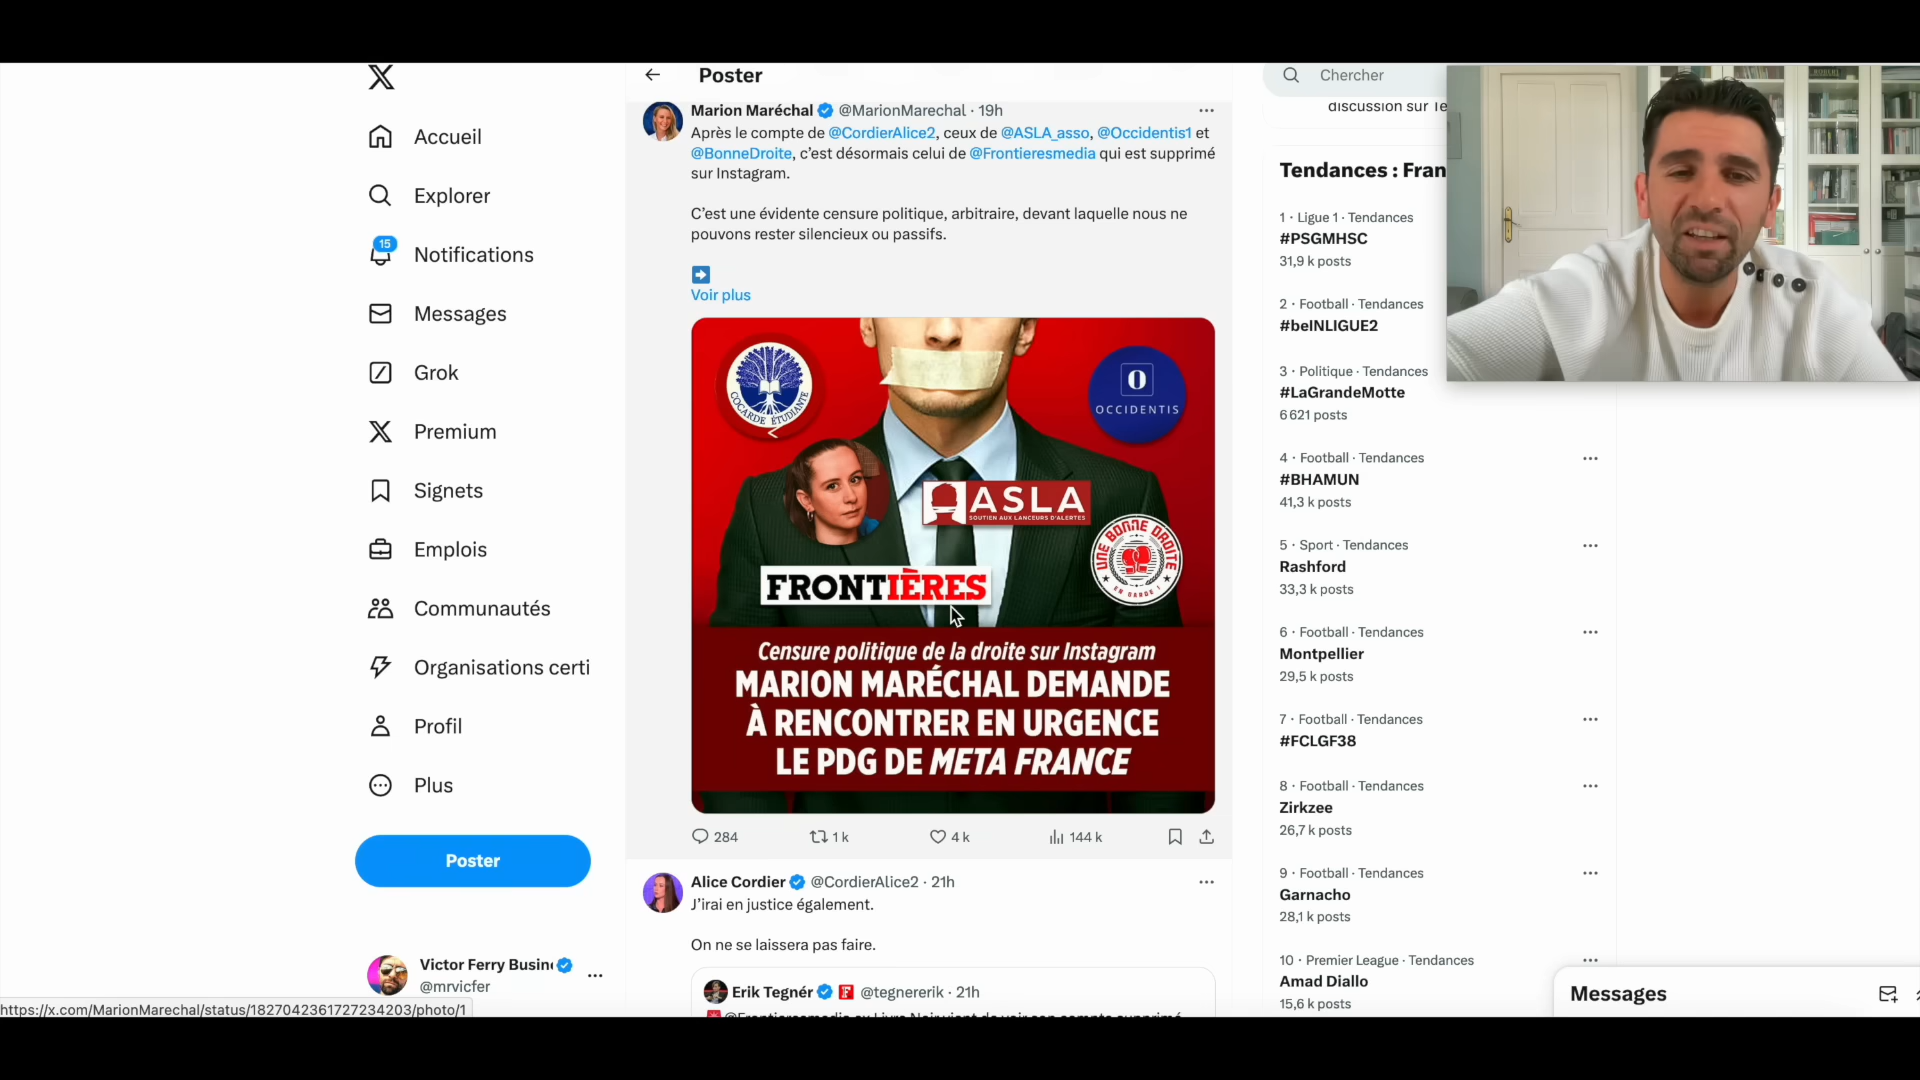 Accueil
Explorer
15
Notifications
Messages
Grok
Premium
Signets
Emplois
Communautés
Organisations certi
Profil
Plus
Poster
Victor Ferry Busin
@mrvicfer
https://x.com/MarionMarechal/status/1827042361727234203/photo/1
Poster
Marion Maréchal @MarionMarechal · 19h
Après le compte de @CordierAlice2, ceux de @ASLA_asso, @Occidentis1 et
@BonneDroite, c'est désormais celui de @Frontieresmedia qui est supprimé
sur Instagram.
C'est une évidente censure politique, arbitraire, devant laquelle nous ne
pouvons rester silencieux ou passifs.
Voir plus
COCARDE ÉTUDIANTE
O
OCCIDENTIS
ASLA
SOUTIEN AUX LANCEURS D'ALERTES
UNE BONNE DROITE
EN GARDE !
FRONTIÈRES
Censure politique de la droite sur Instagram
MARION MARÉCHAL DEMANDE
À RENCONTRER EN URGENCE
LE PDG DE META FRANCE
284 1 k 4 k 144 k
Alice Cordier @CordierAlice2 · 21h
J'irai en justice également.
On ne se laissera pas faire.
Erik Tegnér @tegnererik · 21h
Chercher
discussion sur
Tendances : Fran
1 · Ligue 1 · Tendances
#PSGMHSC
31,9 k posts
2 · Football · Tendances
#beINLIGUE2
3 · Politique · Tendances
#LaGrandeMotte
6 621 posts
4 · Football · Tendances
#BHAMUN
41,3 k posts
5 · Sport · Tendances
Rashford
33,3 k posts
6 · Football · Tendances
Montpellier
29,5 k posts
7 · Football · Tendances
#FCLGF38
8 · Football · Tendances
Zirkzee
26,7 k posts
9 · Football · Tendances
Garnacho
28,1 k posts
10 · Premier League · Tendances
Amad Diallo
15,6 k posts
Messages